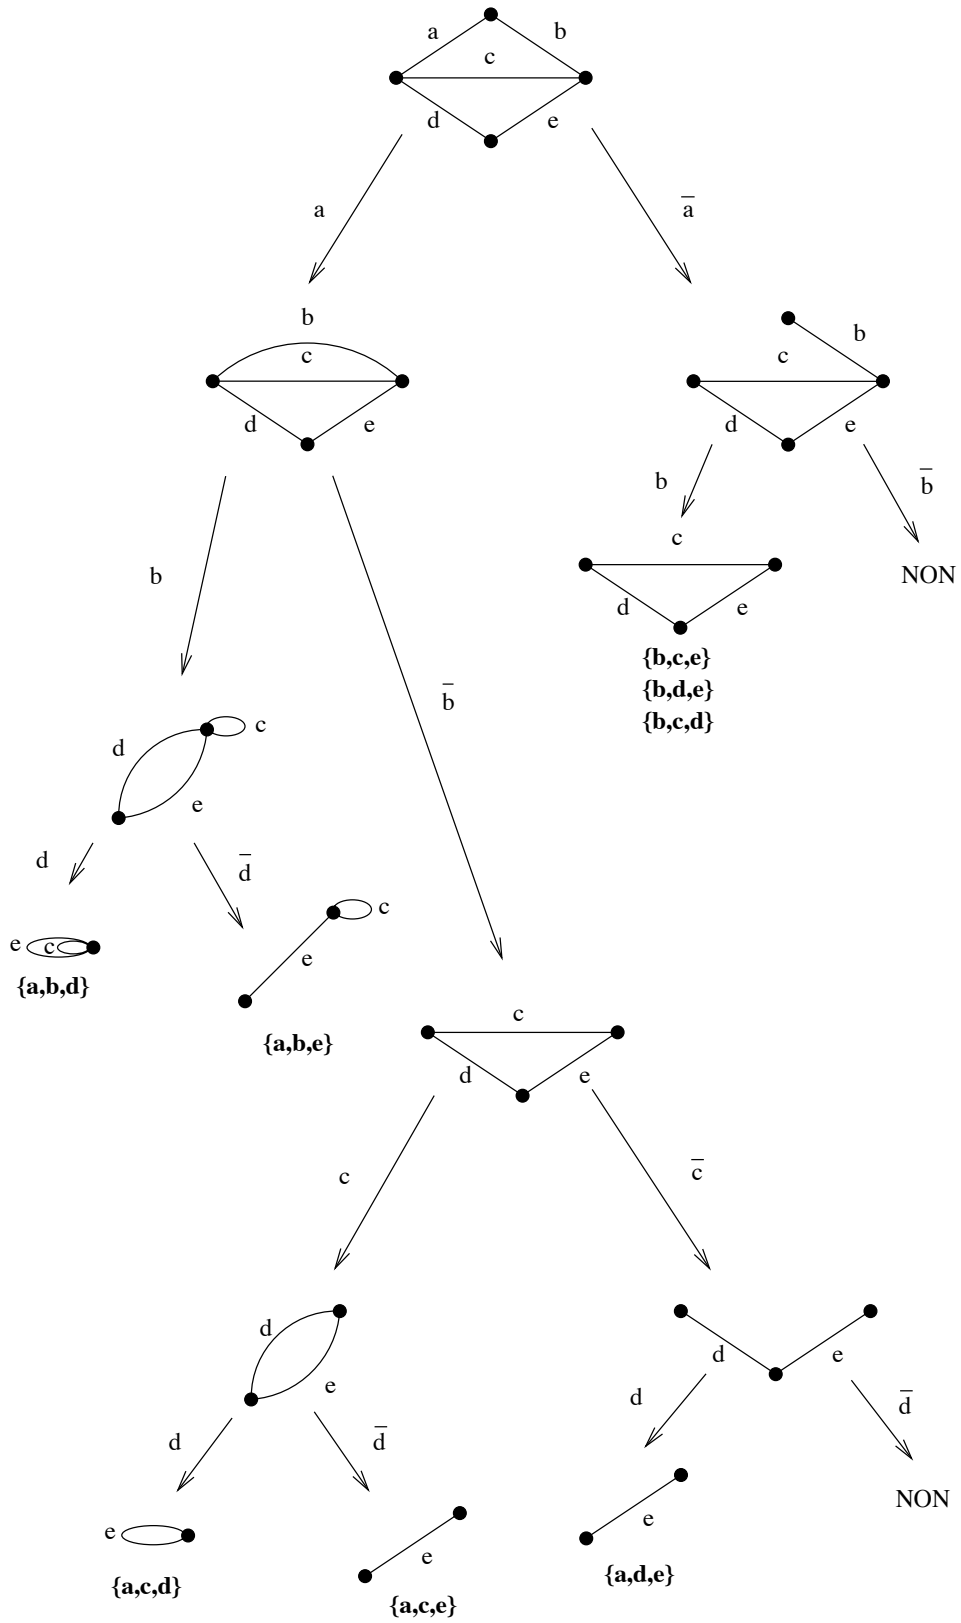 a b
c
d e
a a̅
b
c
d e
b
c
d e
b b̅
c
NON
d e
{b,c,e}
{b,d,e}
{b,c,d}
b b̅
d c
e
d d̅
c
e
e c
{a,b,d}
{a,b,e}
c
d e
c c̅
d
e
d e
d d̅
d d̅
NON
e
e
e
{a,c,d}
{a,c,e}
{a,d,e}